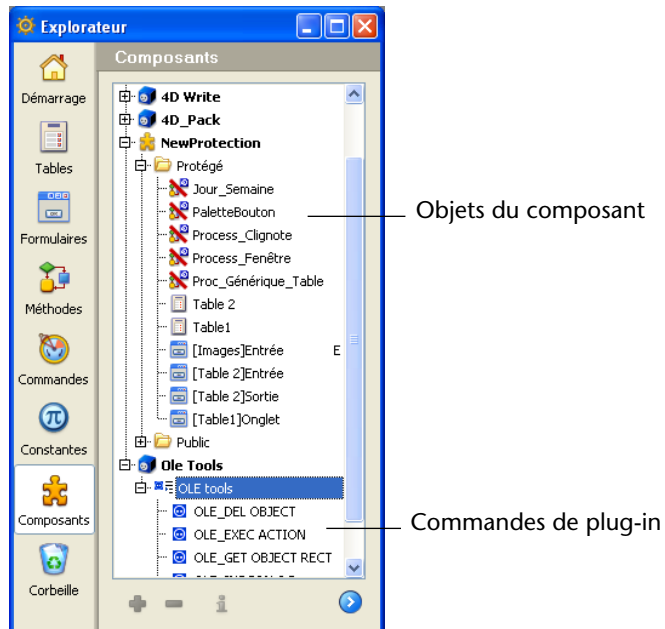 Explorateur
Composants
Démarrage
Tables
Formulaires
Méthodes
Commandes
Constantes
Composants
Corbeille
4D Write
4D_Pack
NewProtection
Protégé
Jour_Semaine
PaletteBouton
Process_Clignote
Process_Fenêtre
Proc_Générique_Table
Table 2
Table1
[Images]Entrée E
[Table 2]Entrée
[Table 2]Sortie
[Table1]Onglet
Public
Ole Tools
OLE tools
OLE_DEL OBJECT
OLE_EXEC ACTION
OLE_GET OBJECT RECT
Objets du composant
Commandes de plug-in